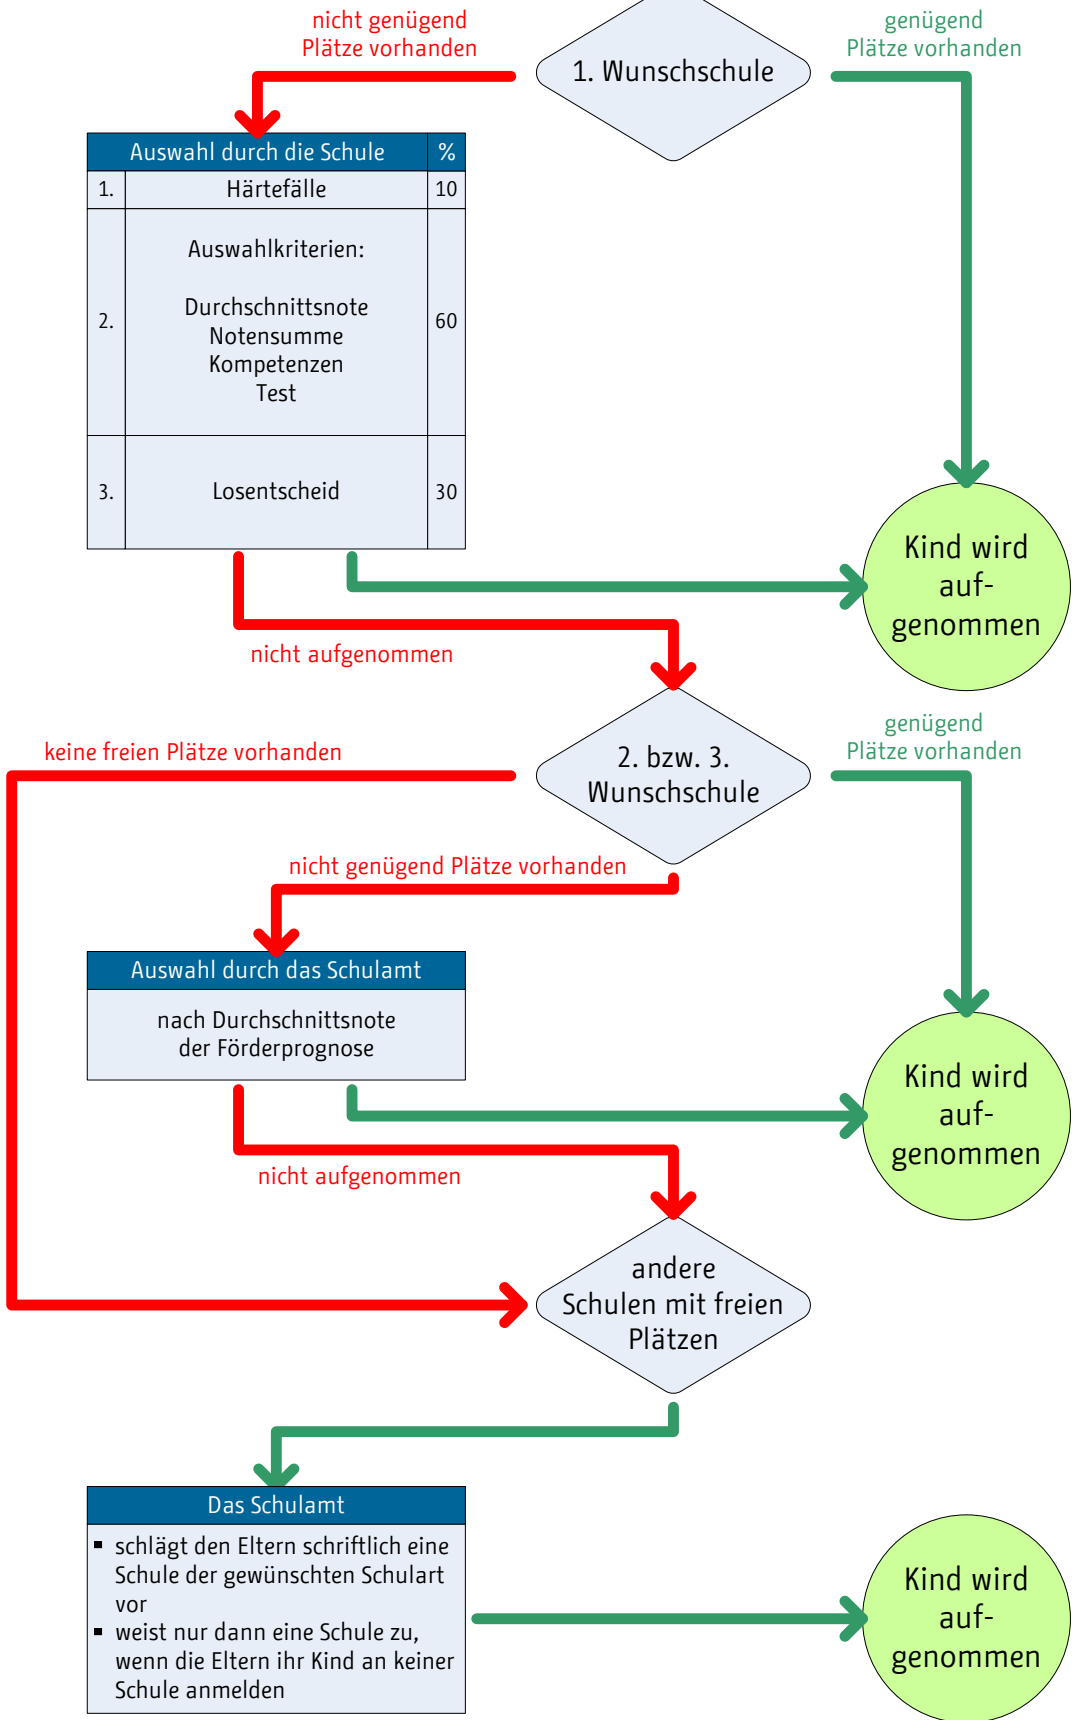 nicht genügend
Plätze vorhanden
genügend
Plätze vorhanden
1. Wunschschule
Auswahl durch die Schule %
1. Härtefälle 10
Auswahlkriterien:
Durchschnittsnote
2. Notensumme 60
Kompetenzen
Test
3. Losentscheid 30
Kind wird
auf-
genommen
nicht aufgenommen
keine freien Plätze vorhanden
2. bzw. 3.
Wunschschule
genügend
Plätze vorhanden
nicht genügend Plätze vorhanden
Auswahl durch das Schulamt
nach Durchschnittsnote
der Förderprognose
Kind wird
auf-
genommen
nicht aufgenommen
andere
Schulen mit freien
Plätzen
Das Schulamt
▪ schlägt den Eltern schriftlich eine
Schule der gewünschten Schulart
vor
▪ weist nur dann eine Schule zu,
wenn die Eltern ihr Kind an keiner
Schule anmelden
Kind wird
auf-
genommen